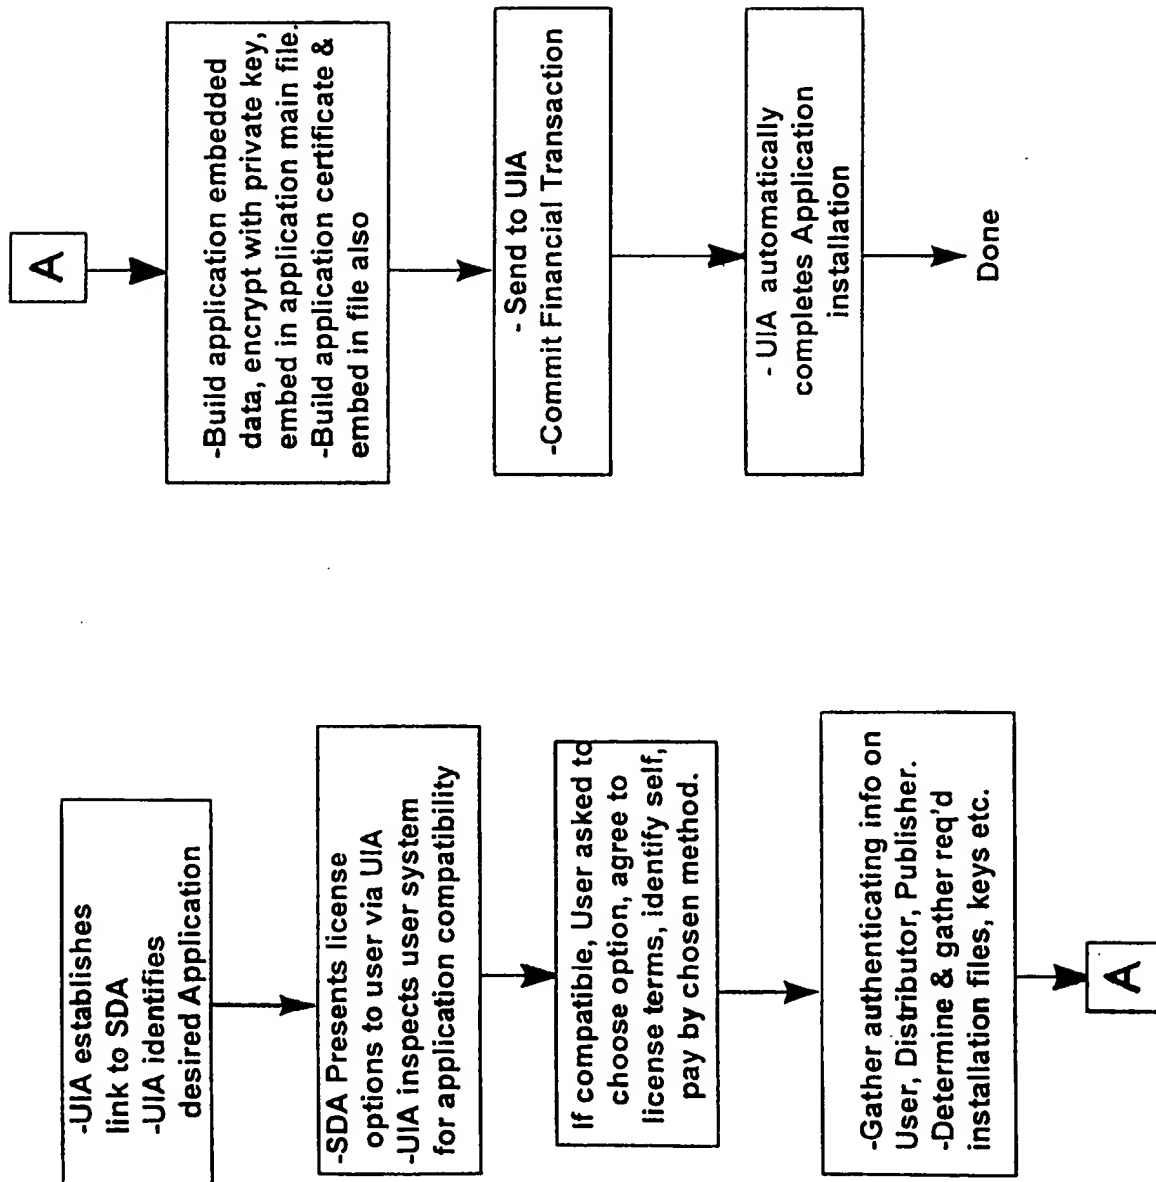 -UIA establishes
link to SDA
-UIA identifies
desired Application
-SDA Presents license
options to user via UIA
-UIA inspects user system
for application compatibility
If compatible, User asked to
choose option, agree to
license terms, identify self,
pay by chosen method.
-Gather authenticating info on
User, Distributor, Publisher.
-Determine & gather req'd
installation files, keys etc.
A
A
-Build application embedded
data, encrypt with private key,
embed in application main file.
-Build application certificate &
embed in file also
- Send to UIA
-Commit Financial Transaction
- UIA automatically
completes Application
installation
Done